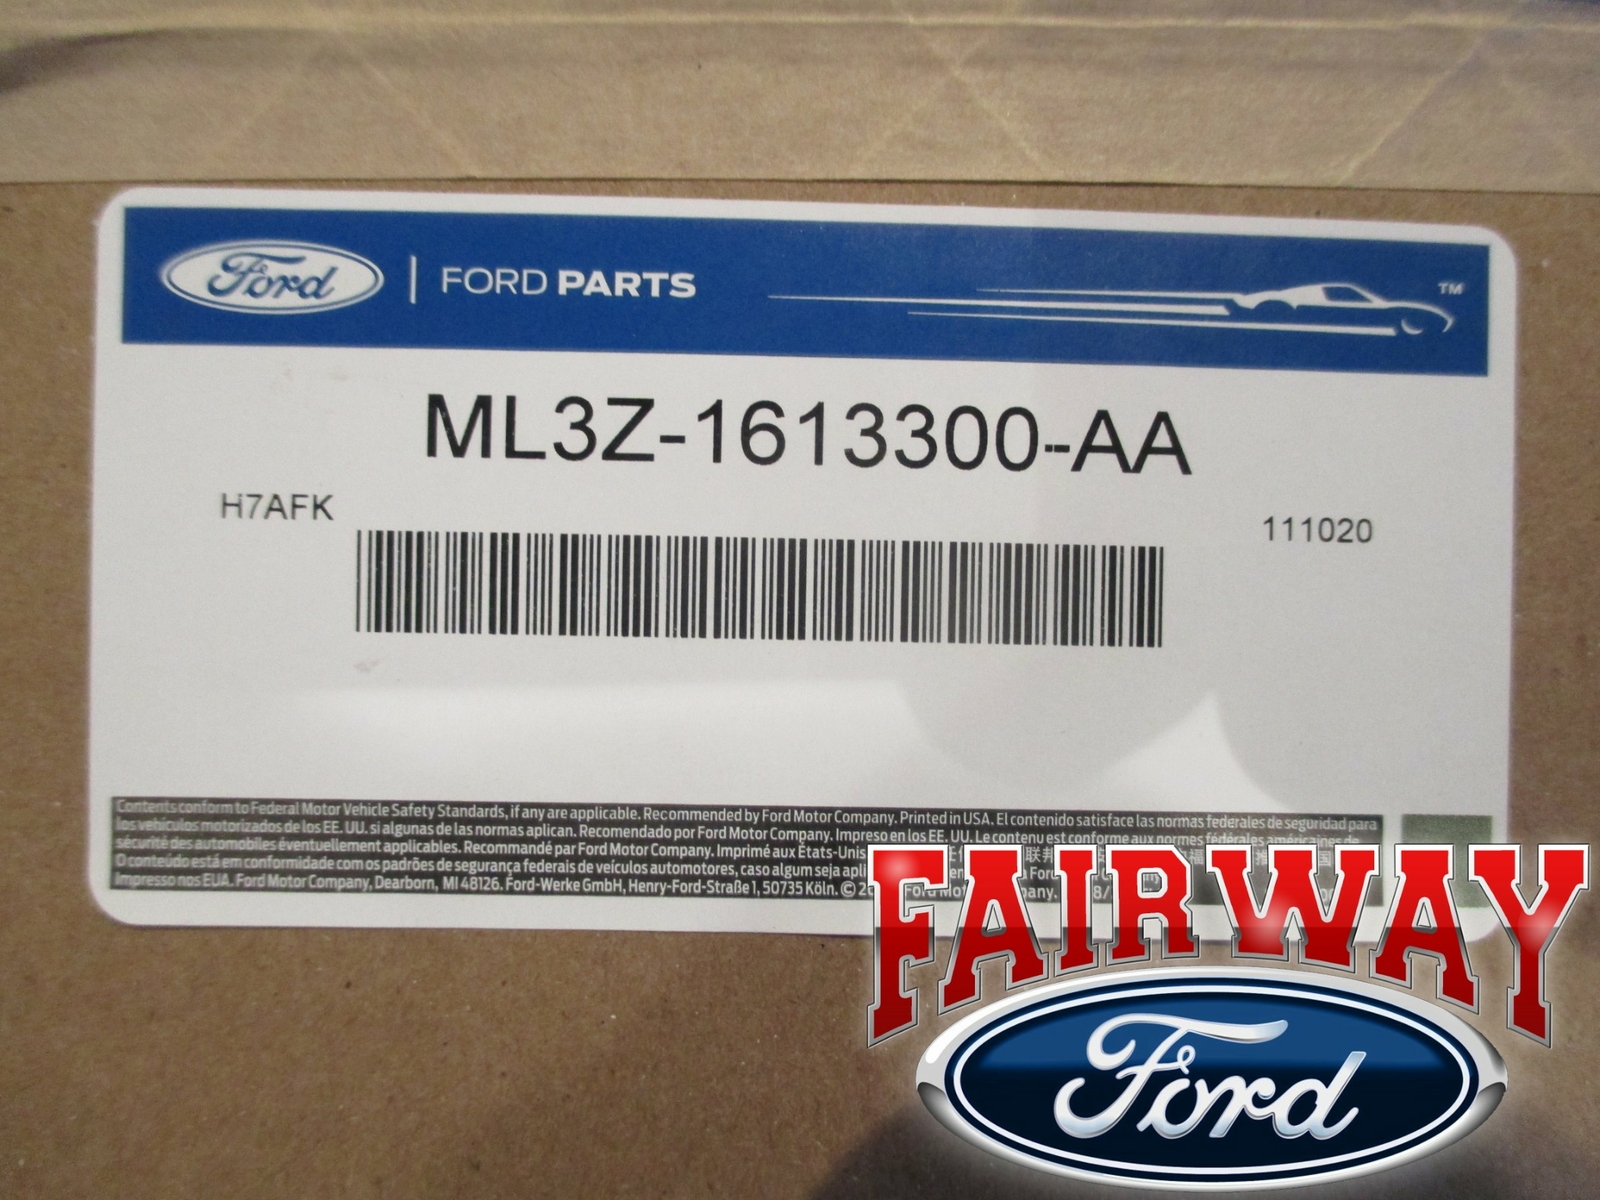 Ford | FORD PARTS TM
ML3Z-1613300-AA
H7AFK
111020
Contents conform to Federal Motor Vehicle Safety Standards, if any are applicable. Recommended by Ford Motor Company. Printed in USA. El contenido satisface las normas federales de seguridad para
los vehículos motorizados de los EE. UU. si algunas de las normas aplican. Recomendado por Ford Motor Company. Impreso en los EE. UU. Le contenu est conforme aux normes fédérales américaines de
sécurité des automobiles éventuellement applicables. Recommandé par Ford Motor Company. Imprimé aux États-Unis
O conteúdo está em conformidade com os padrões de segurança federais de veículos automotores, caso algum seja apli
Impresso nos EUA. Ford Motor Company, Dearborn, MI 48126. Ford-Werke GmbH, Henry-Ford-Straße 1, 50735 Köln. ©
FAIRWAY
Ford